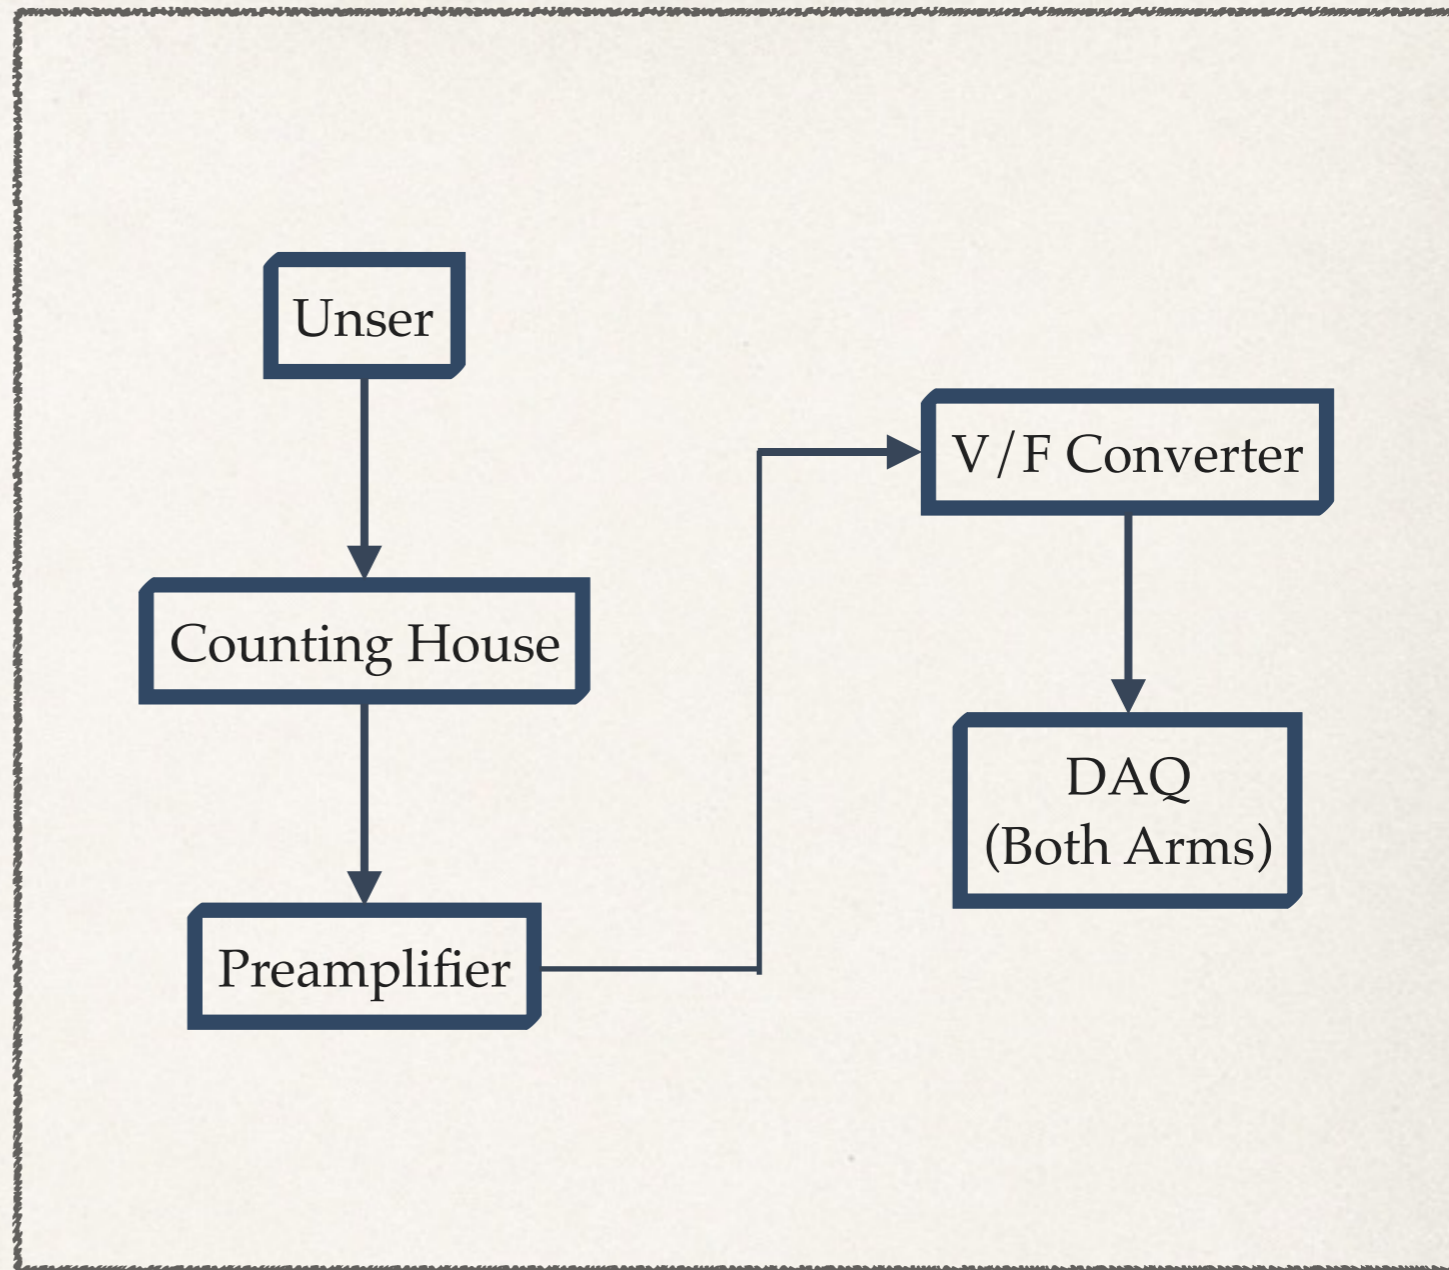 Unser
Counting House
Preamplifier
V/F Converter
DAQ
(Both Arms)